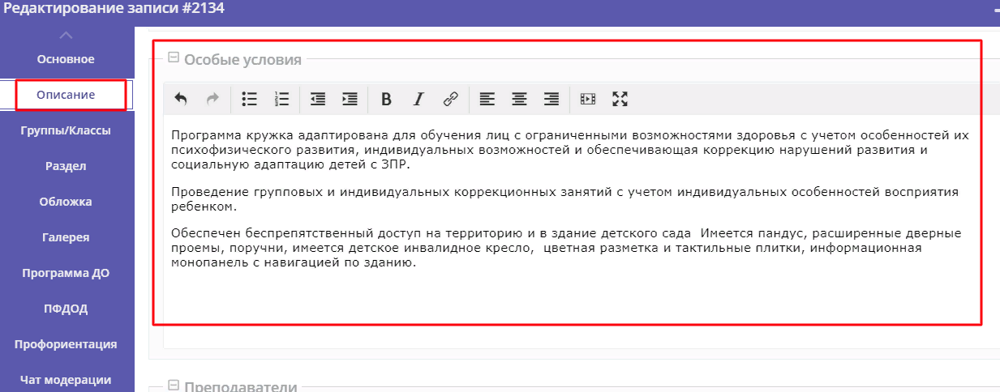 Редактирование записи #2134
Основное
Описание
Группы/Классы
Раздел
Обложка
Галерея
Программа ДО
ПФДОД
Профориентация
Чат модерации
Особые условия
Программа кружка адаптирована для обучения лиц с ограниченными возможностями здоровья с учетом особенностей их
психофизического развития, индивидуальных возможностей и обеспечивающая коррекцию нарушений развития и
социальную адаптацию детей с ЗПР.
Проведение групповых и индивидуальных коррекционных занятий с учетом индивидуальных особенностей восприятия
ребенком.
Обеспечен беспрепятственный доступ на территорию и в здание детского сада  Имеется пандус, расширенные дверные
проемы, поручни, имеется детское инвалидное кресло,  цветная разметка и тактильные плитки, информационная
монопанель с навигацией по зданию.
Преподаватели